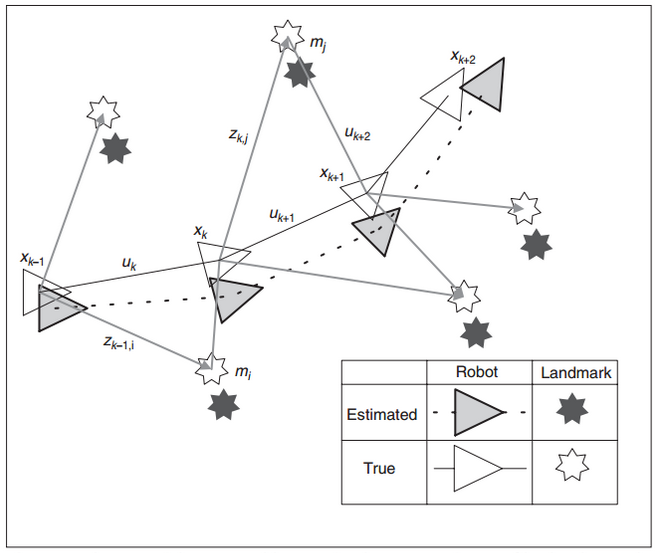 m_j
x_{k+2}
z_{k,j}
u_{k+2}
x_{k+1}
u_{k+1}
x_k
x_{k–1}
u_k
z_{k–1,i}
m_i
Robot
Landmark
Estimated
True